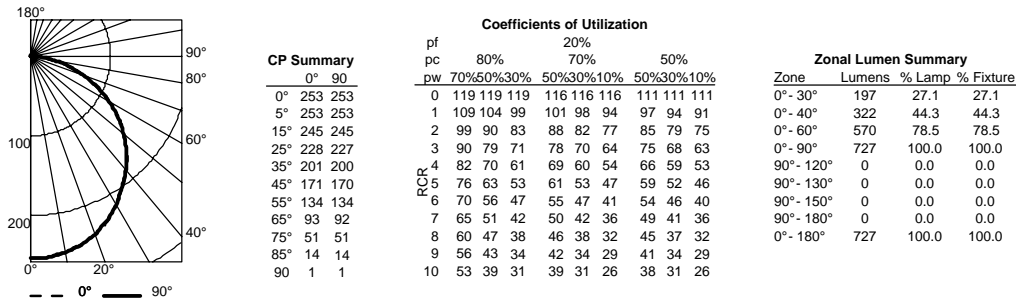 180°
90°
80°
60°
40°
100
200
0°
20°
0°
90°
CP Summary
0° 90
0° 253 253
5° 253 253
15° 245 245
25° 228 227
35° 201 200
45° 171 170
55° 134 134
65° 93 92
75° 51 51
85° 14 14
90 1 1
Coefficients of Utilization
pf 20%
pc 80% 70% 50%
pw 70%50%30% 50%30%10% 50%30%10%
RCR
0 119 119 119 116 116 116 111 111 111
1 109 104 99 101 98 94 97 94 91
2 99 90 83 88 82 77 85 79 75
3 90 79 71 78 70 64 75 68 63
4 82 70 61 69 60 54 66 59 53
5 76 63 53 61 53 47 59 52 46
6 70 56 47 55 47 41 54 46 40
7 65 51 42 50 42 36 49 41 36
8 60 47 38 46 38 32 45 37 32
9 56 43 34 42 34 29 41 34 29
10 53 39 31 39 31 26 38 31 26
Zonal Lumen Summary
Zone Lumens % Lamp % Fixture
0°- 30° 197 27.1 27.1
0°- 40° 322 44.3 44.3
0°- 60° 570 78.5 78.5
0°- 90° 727 100.0 100.0
90°- 120° 0 0.0 0.0
90°- 130° 0 0.0 0.0
90°- 150° 0 0.0 0.0
90°- 180° 0 0.0 0.0
0°- 180° 727 100.0 100.0